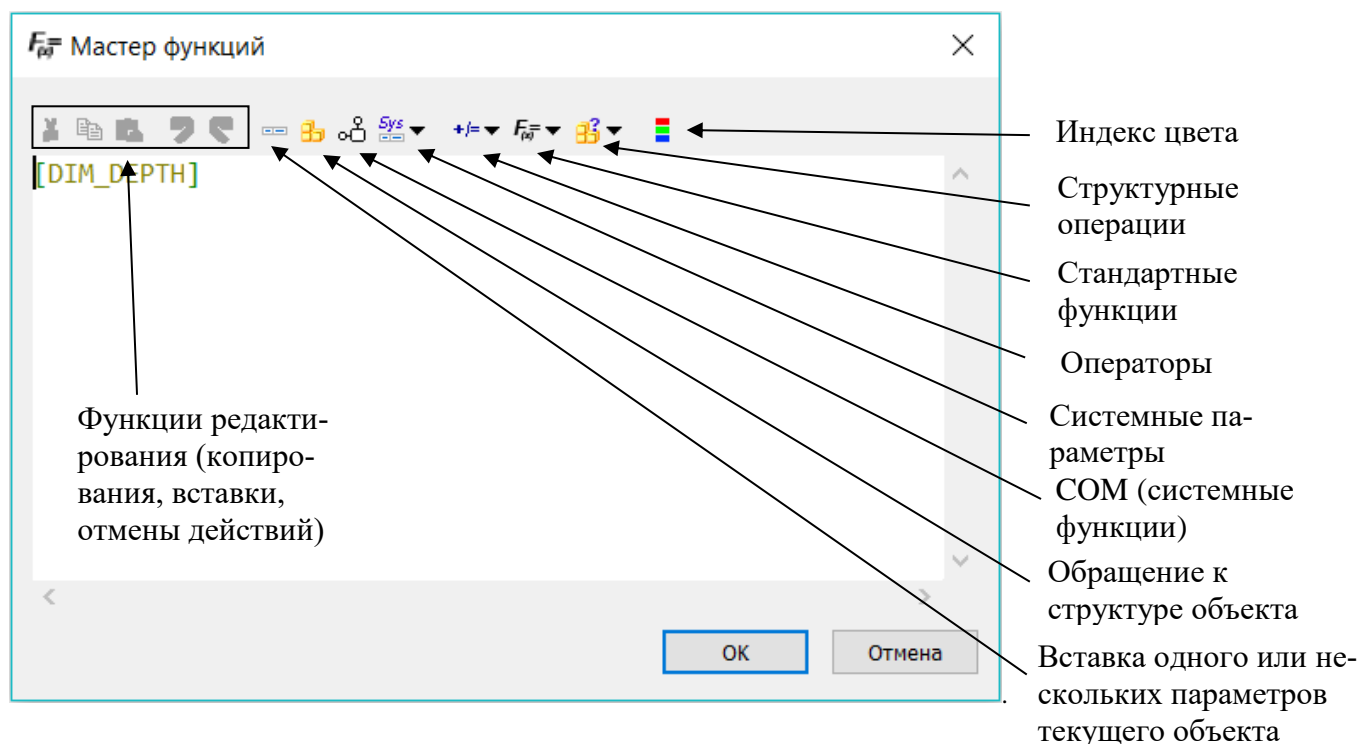 F(x)= Мастер функций
Sys +/= F(x)=
[DIM_DEPTH]
Функции редакти-
рования (копиро-
вания, вставки,
отмены действий)
OK Отмена
Индекс цвета
Структурные
операции
Стандартные
функции
Операторы
Системные па-
раметры
COM (системные
функции)
Обращение к
структуре объекта
Вставка одного или не-
скольких параметров
текущего объекта
.